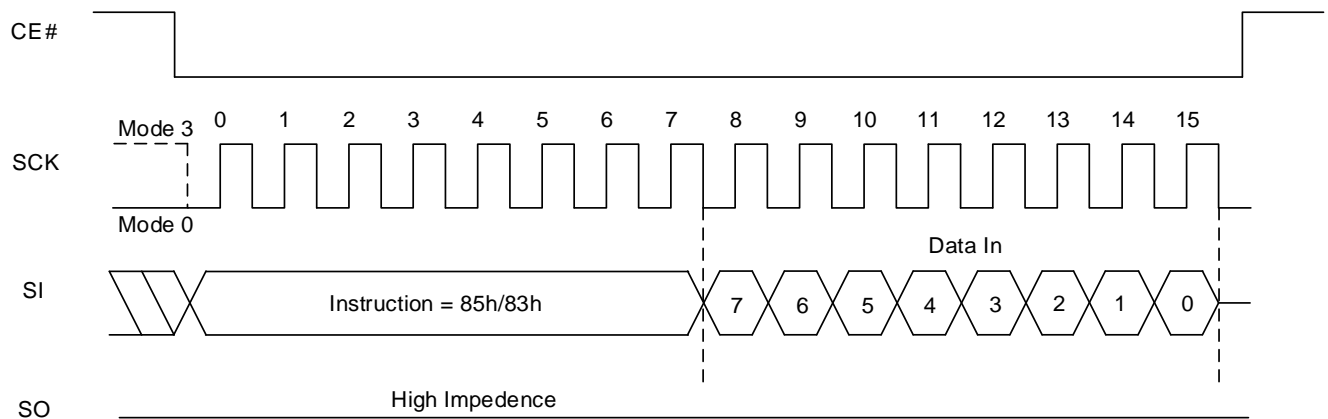 CE#
Mode 3
0 1 2 3 4 5 6 7 8 9 10 11 12 13 14 15
SCK
Mode 0
Data In
SI
Instruction = 85h/83h
7 6 5 4 3 2 1 0
High Impedence
SO